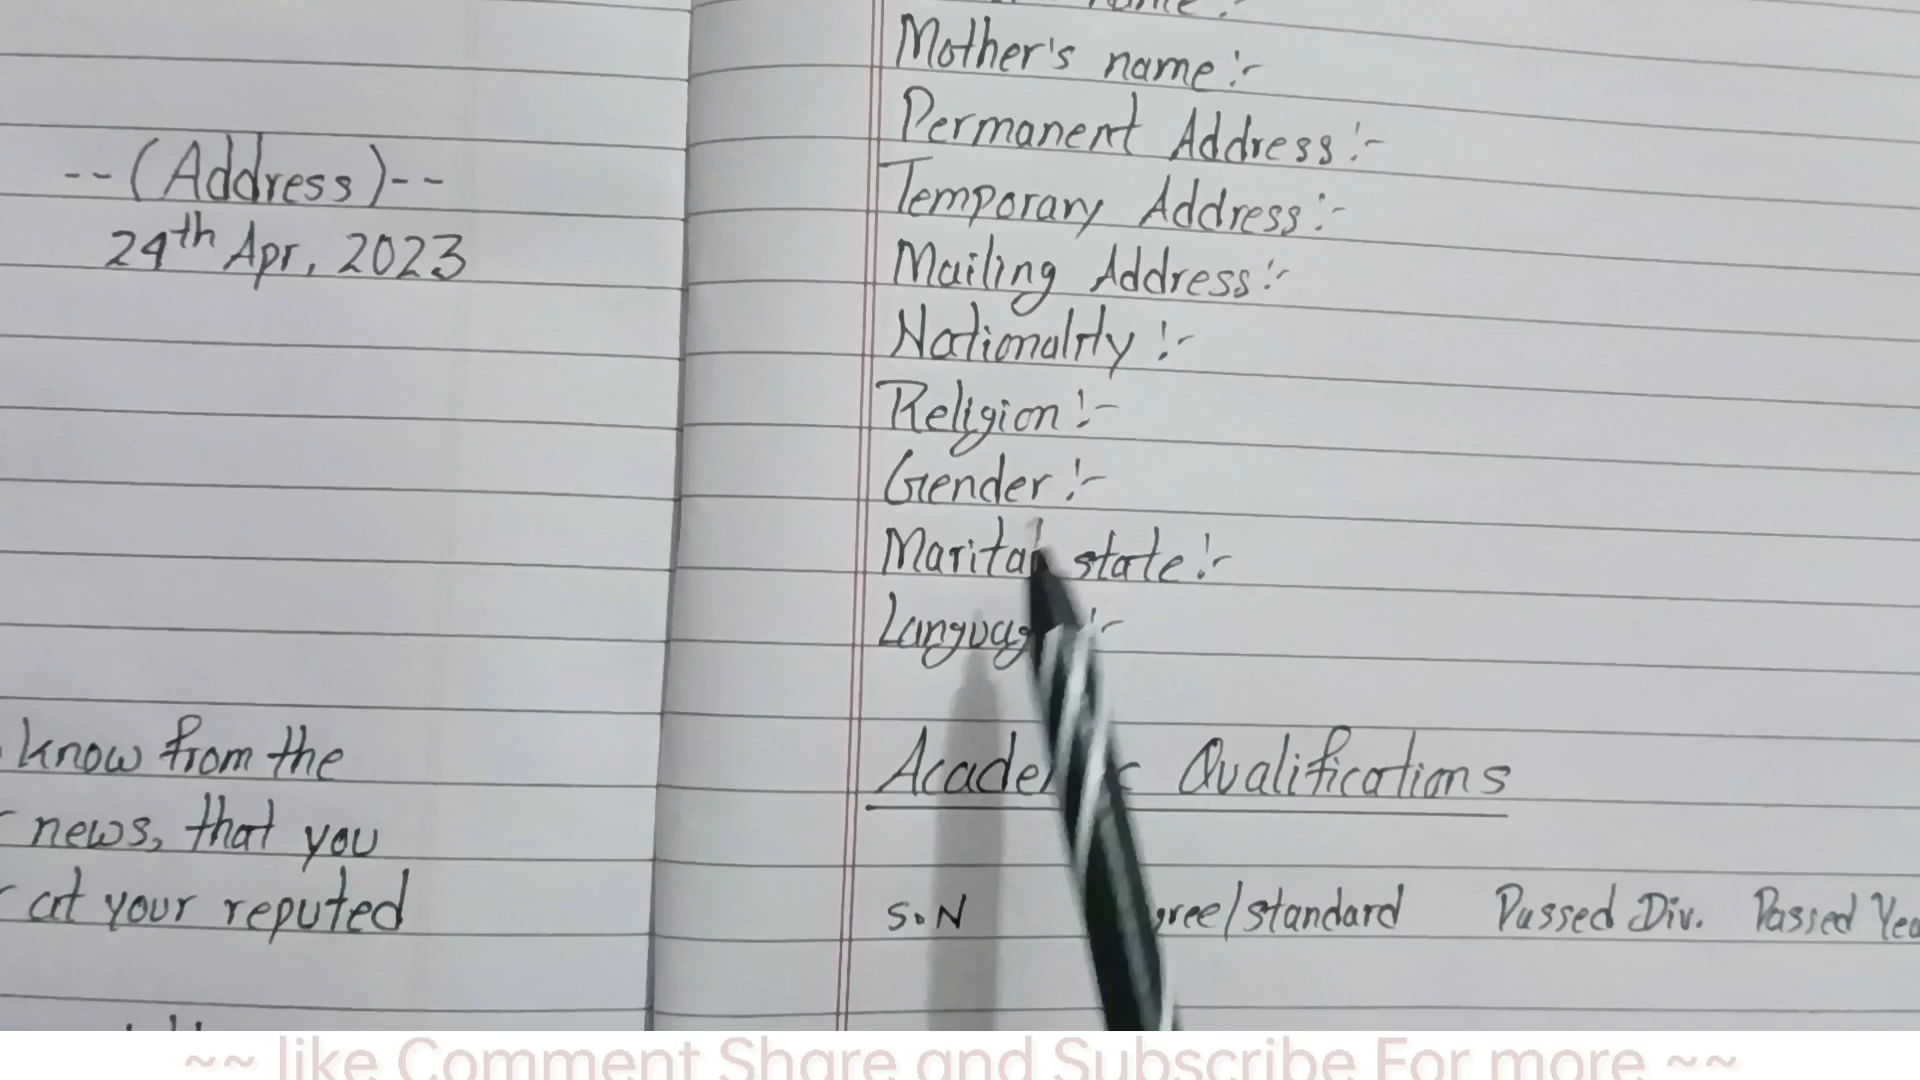 --(Address)--
24th Apr, 2023
know from the
news, that you
at your reputed
name:-
Mother's name:-
Permanent Address:-
Temporary Address:-
Mailing Address:-
Nationality:-
Religion:-
Gender:-
Marital state:-
Language:-
Academic Qualifications
S.N Degree/standard Passed Div. Passed Year
~~ like Comment Share and Subscribe For more ~~